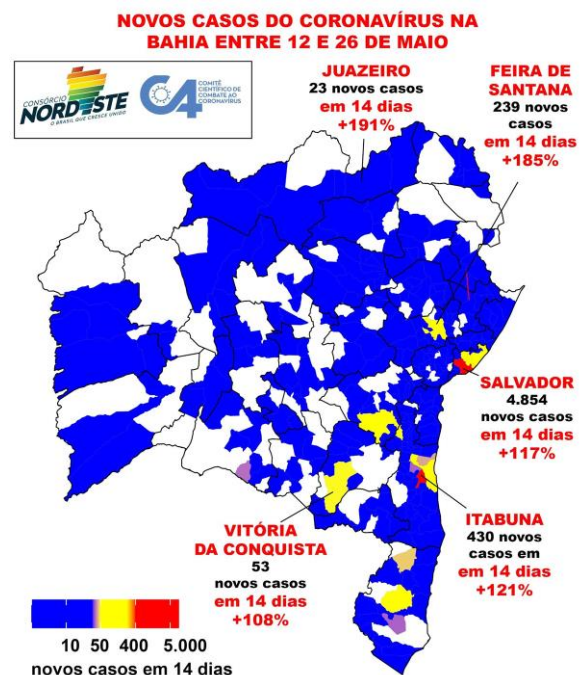 NOVOS CASOS DO CORONAVÍRUS NA
BAHIA ENTRE 12 E 26 DE MAIO
CONSÓRCIO
NORDESTE
O BRASIL QUE CRESCE UNIDO
C4
COMITÊ
CIENTÍFICO DE
COMBATE AO
CORONAVÍRUS
JUAZEIRO
23 novos casos
em 14 dias
+191%
FEIRA DE
SANTANA
239 novos
casos
em 14 dias
+185%
SALVADOR
4.854
novos casos
em 14 dias
+117%
ITABUNA
430 novos
casos em
em 14 dias
+121%
VITÓRIA
DA CONQUISTA
53
novos casos
em 14 dias
+108%
10 50 400 5.000
novos casos em 14 dias